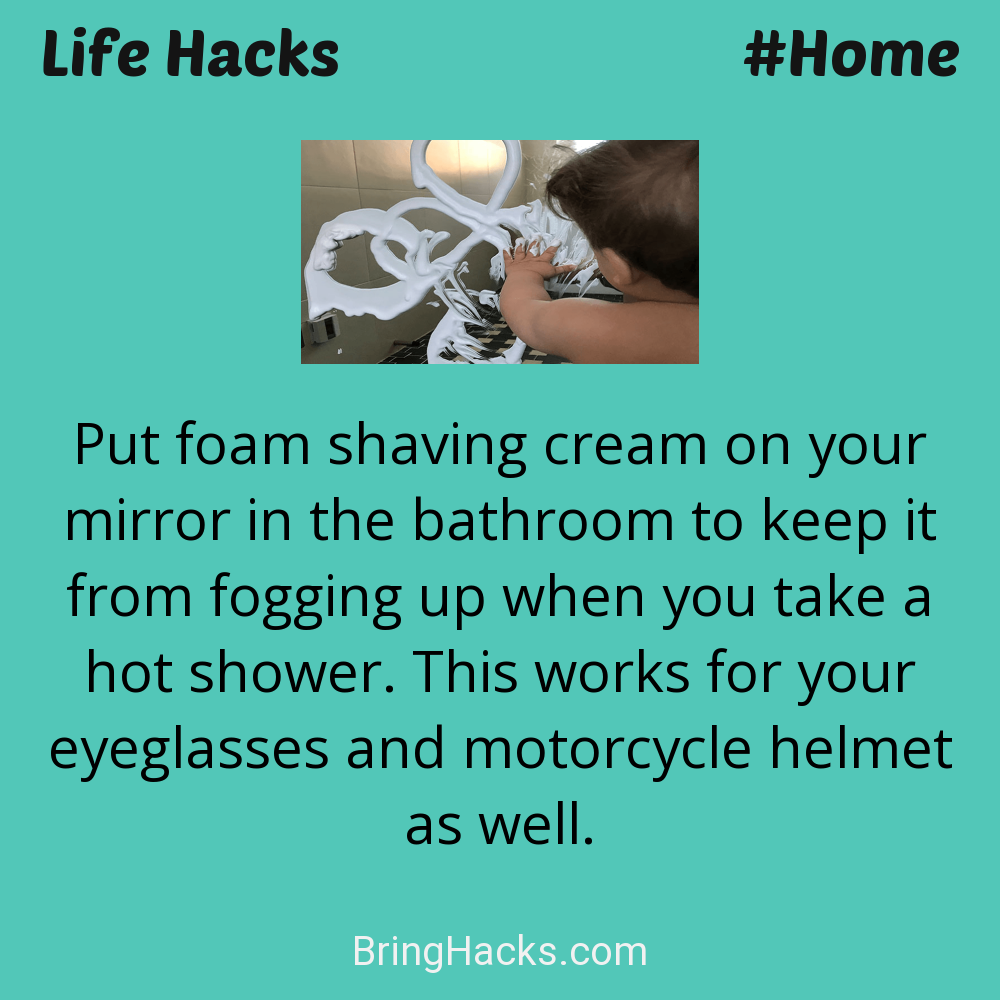 Life Hacks #Home
Put foam shaving cream on your
mirror in the bathroom to keep it
from fogging up when you take a
hot shower. This works for your
eyeglasses and motorcycle helmet
as well.
BringHacks.com